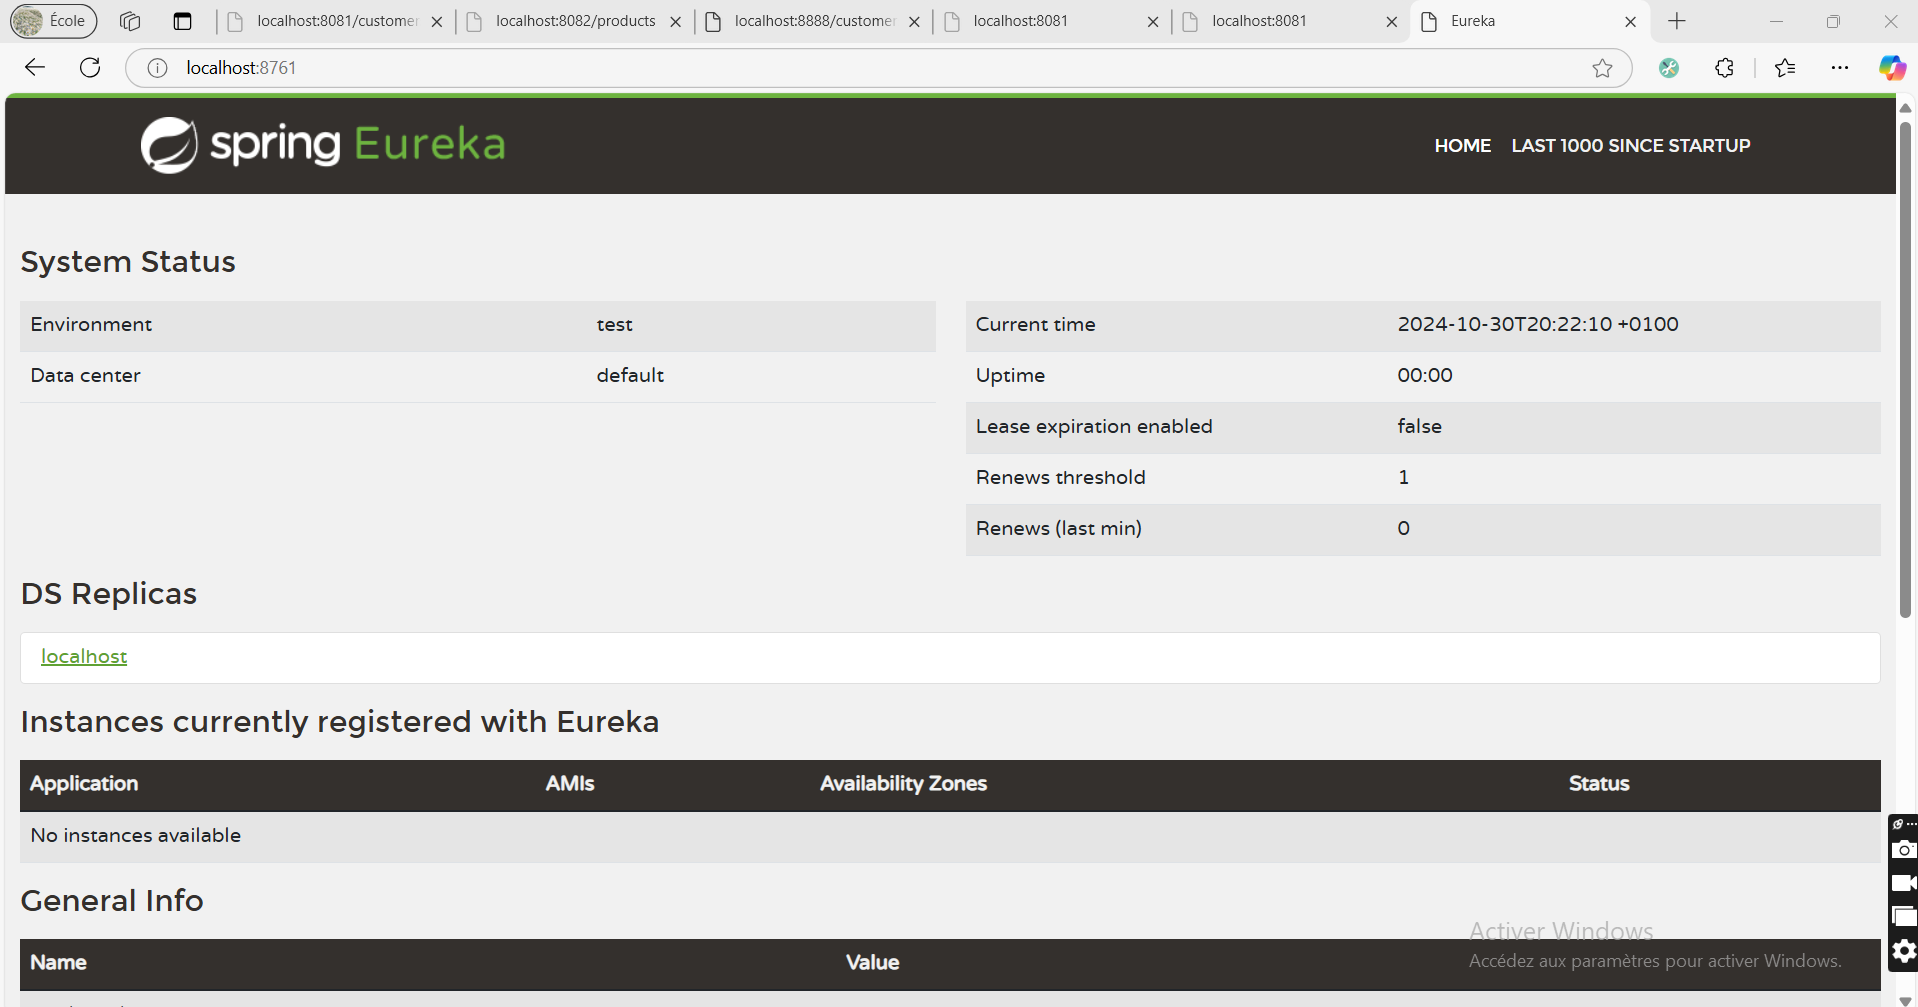 École
localhost:8081/customer
localhost:8082/products
localhost:8888/customer
localhost:8081
localhost:8081
Eureka
localhost:8761
spring Eureka
HOME
LAST 1000 SINCE STARTUP
System Status
Environment test
Data center default
Current time 2024-10-30T20:22:10 +0100
Uptime 00:00
Lease expiration enabled false
Renews threshold 1
Renews (last min) 0
DS Replicas
localhost
Instances currently registered with Eureka
Application AMIs Availability Zones Status
No instances available
General Info
Name Value
Activer Windows
Accédez aux paramètres pour activer Windows.